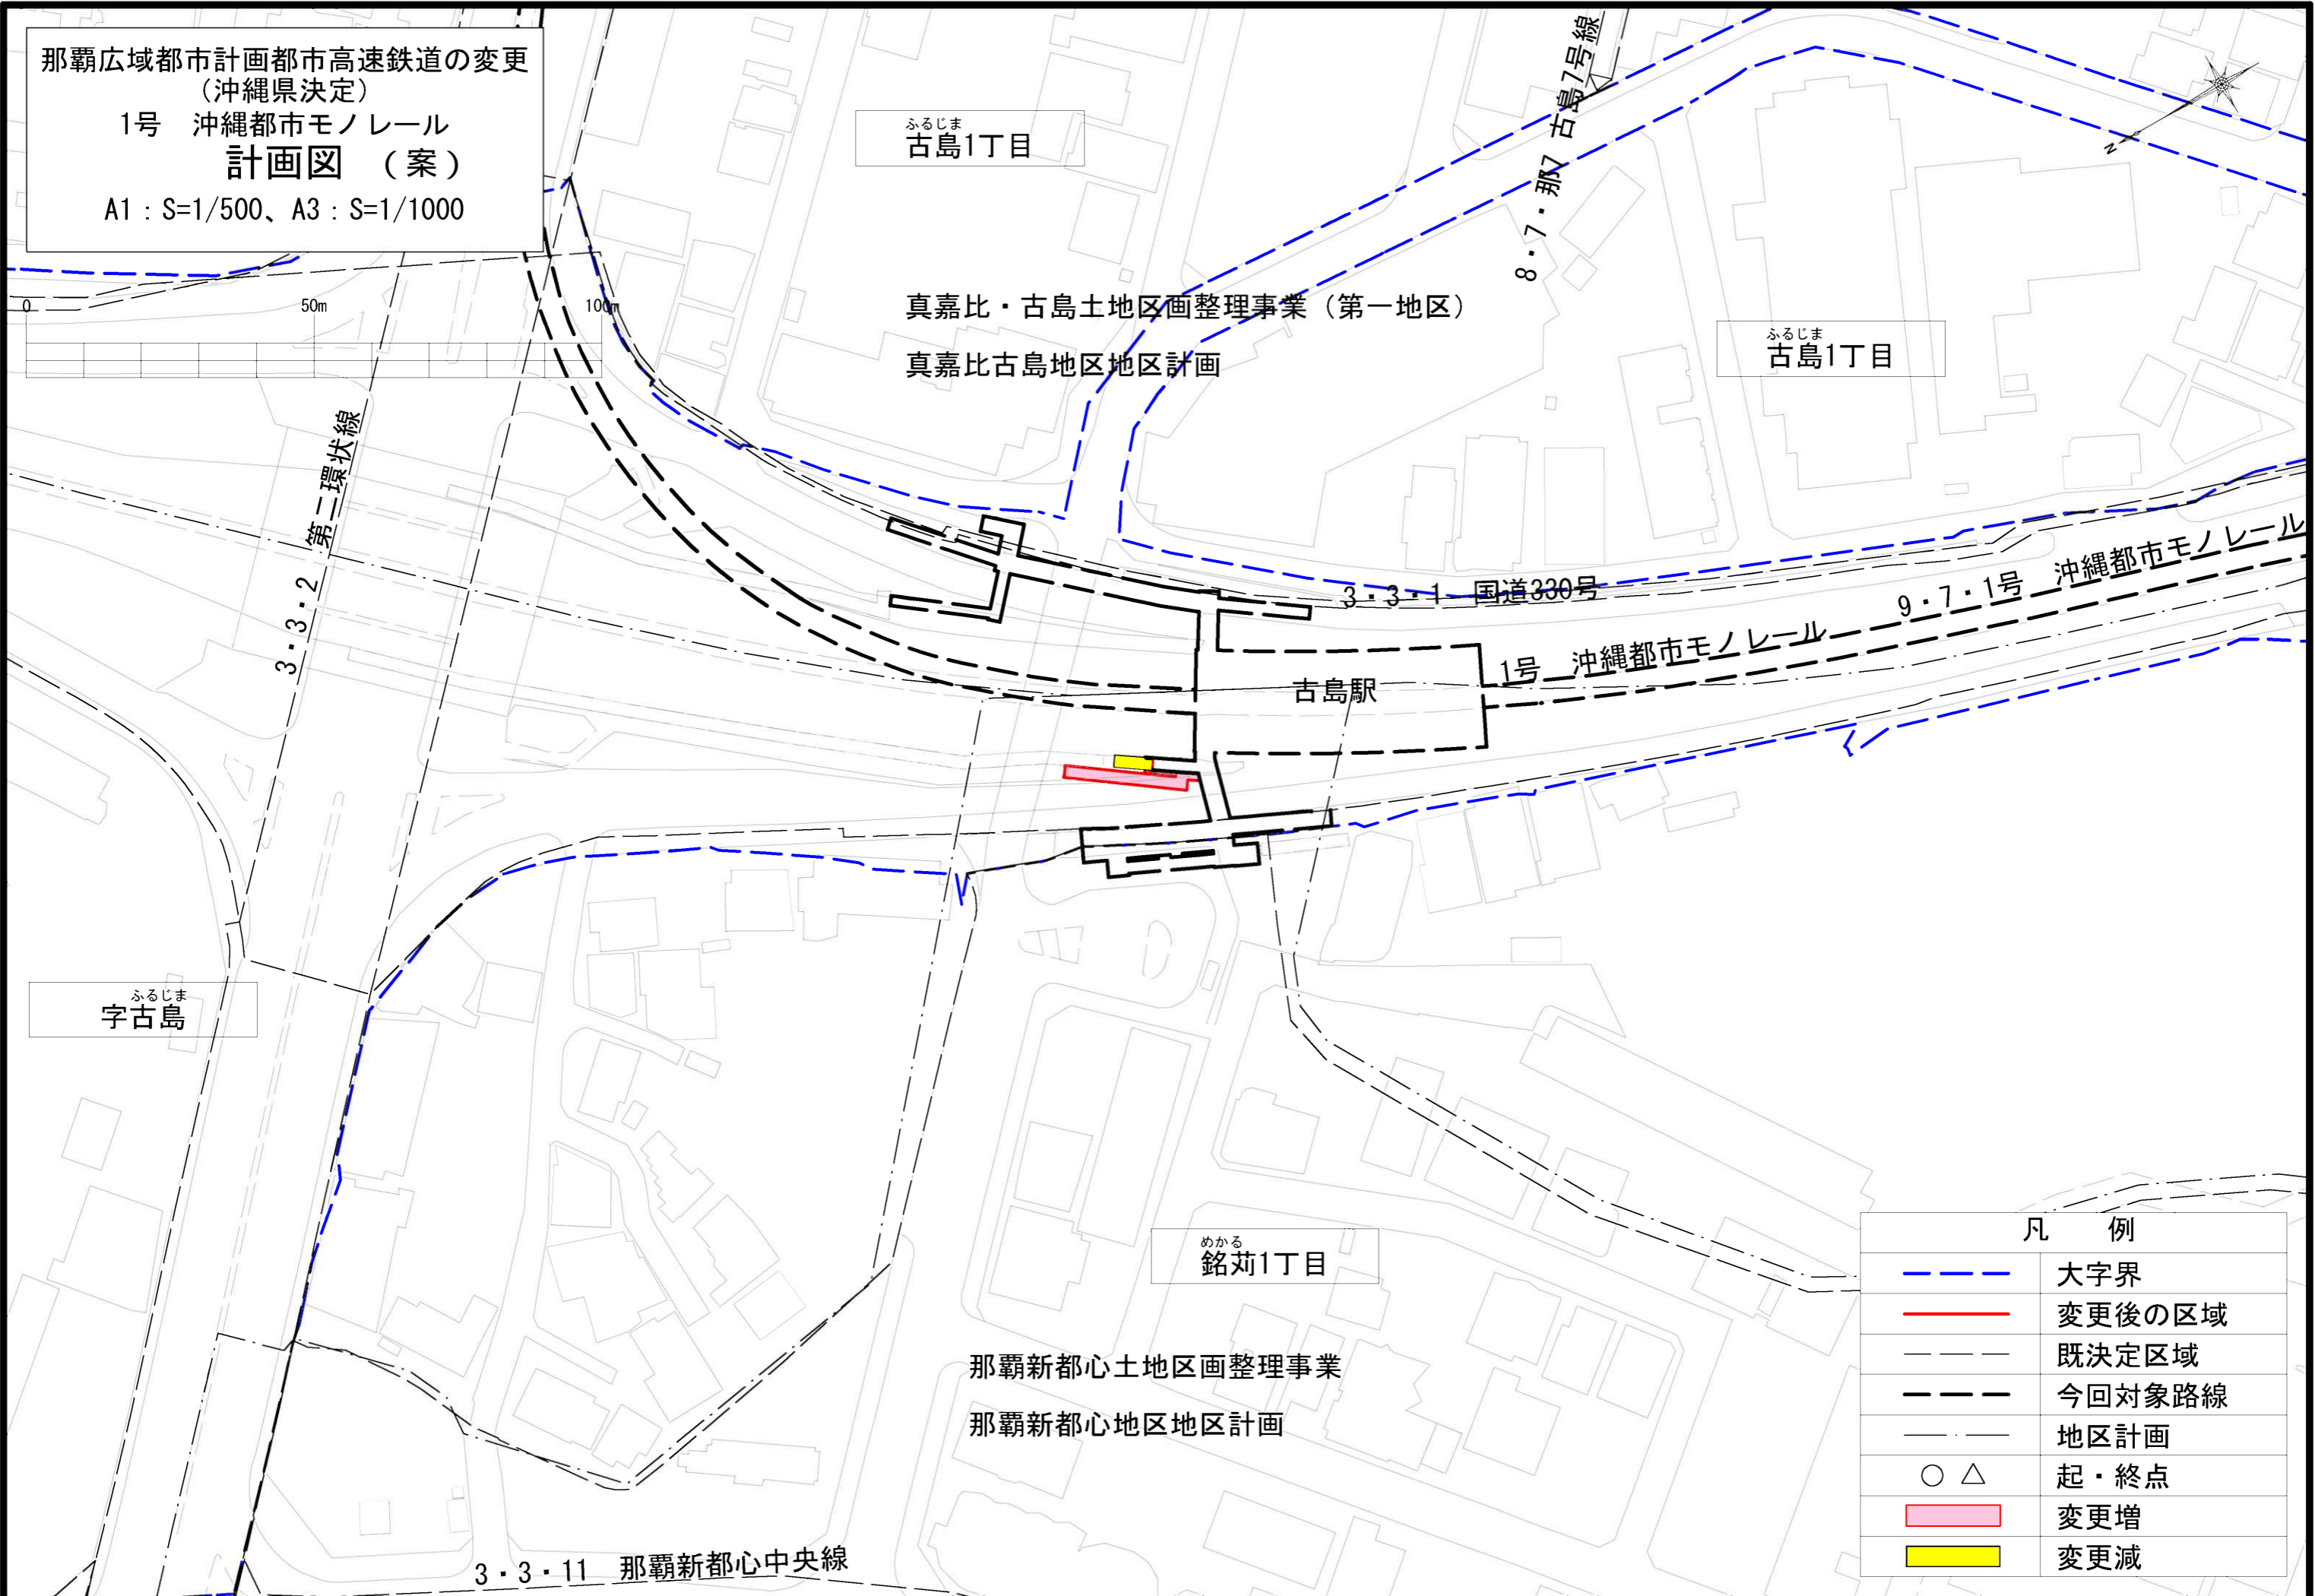 那覇広域都市計画都市高速鉄道の変更
（沖縄県決定）
1号　沖縄都市モノレール
計画図　（案）
A1：S=1/500、A3：S=1/1000
0
50m
100m
ふるじま
古島1丁目
8・7・那7　古島7号線
N
真嘉比・古島土地区画整理事業（第一地区）
真嘉比古島地区地区計画
ふるじま
古島1丁目
3・3・2　第二環状線
3・3・1　国道330号
9・7・1号　沖縄都市モノレール
1号　沖縄都市モノレール
古島駅
ふるじま
字古島
めかる
銘苅1丁目
那覇新都心土地区画整理事業
那覇新都心地区地区計画
3・3・11　那覇新都心中央線
凡　例
大字界
変更後の区域
既決定区域
今回対象路線
地区計画
○ △ 起・終点
変更増
変更減